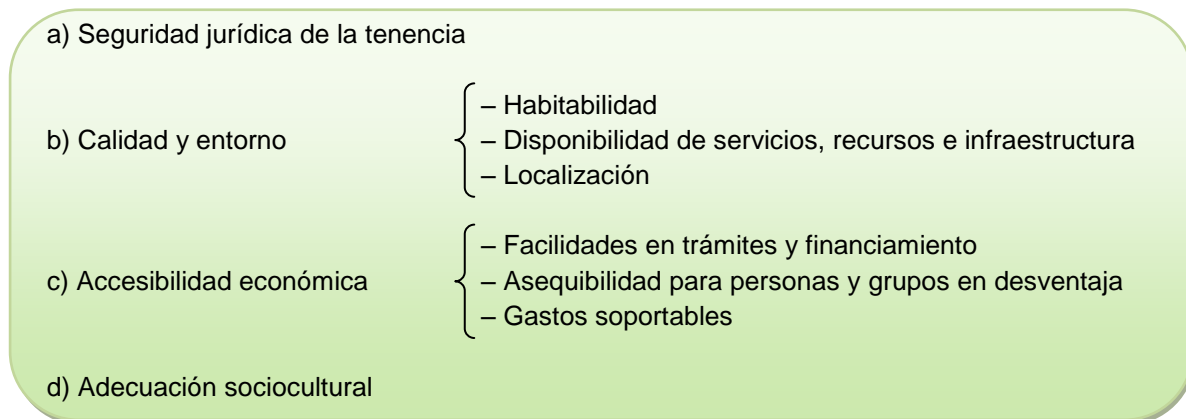 a) Seguridad jurídica de la tenencia
– Habitabilidad
b) Calidad y entorno – Disponibilidad de servicios, recursos e infraestructura
– Localización
– Facilidades en trámites y financiamiento
c) Accesibilidad económica – Asequibilidad para personas y grupos en desventaja
– Gastos soportables
d) Adecuación sociocultural